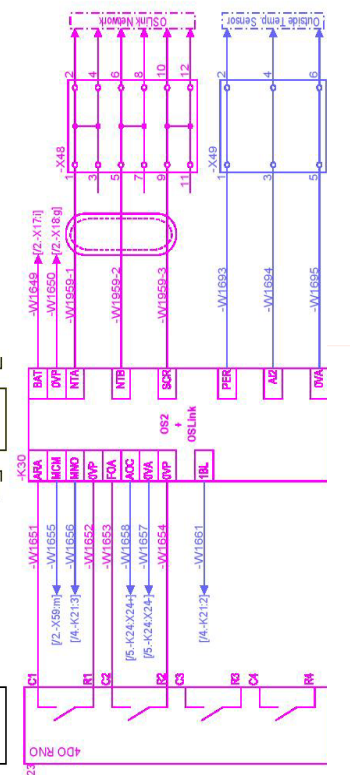 OSLink Network
Outside Temp. Sensor
2
4
6
8
10
12
2
4
6
-X48
-X49
1
3
5
7
9
11
1
3
5
[/2.-X17:i]
[/2.-X18:g]
-W1649
-W1650
-W1959-1
-W1959-2
-W1959-3
-W1693
-W1694
-W1695
BAT
0VP
NTA
NTB
SCR
PER
AI2
0VA
OS2
+
OSLink
-K30
ARA
MCM
MNO
0VP
FOA
AOC
0VA
0VP
1BL
-W1651
-W1655
-W1656
-W1652
-W1653
-W1658
-W1657
-W1654
-W1661
[/2.-X59:m]
[/4.-K21:3]
[/5.-K24:X24+]
[/5.-K24:X24-]
[/4.-K21:2]
C1
R1
C2
R2
C3
R3
C4
R4
4DO RNO
23